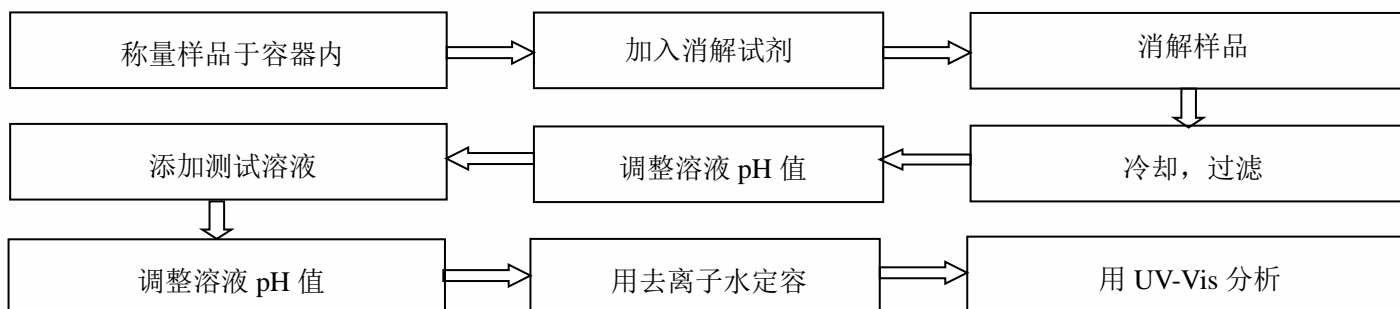 称量样品于容器内
加入消解试剂
消解样品
冷却，过滤
调整溶液 pH 值
添加测试溶液
调整溶液 pH 值
用去离子水定容
用 UV-Vis 分析